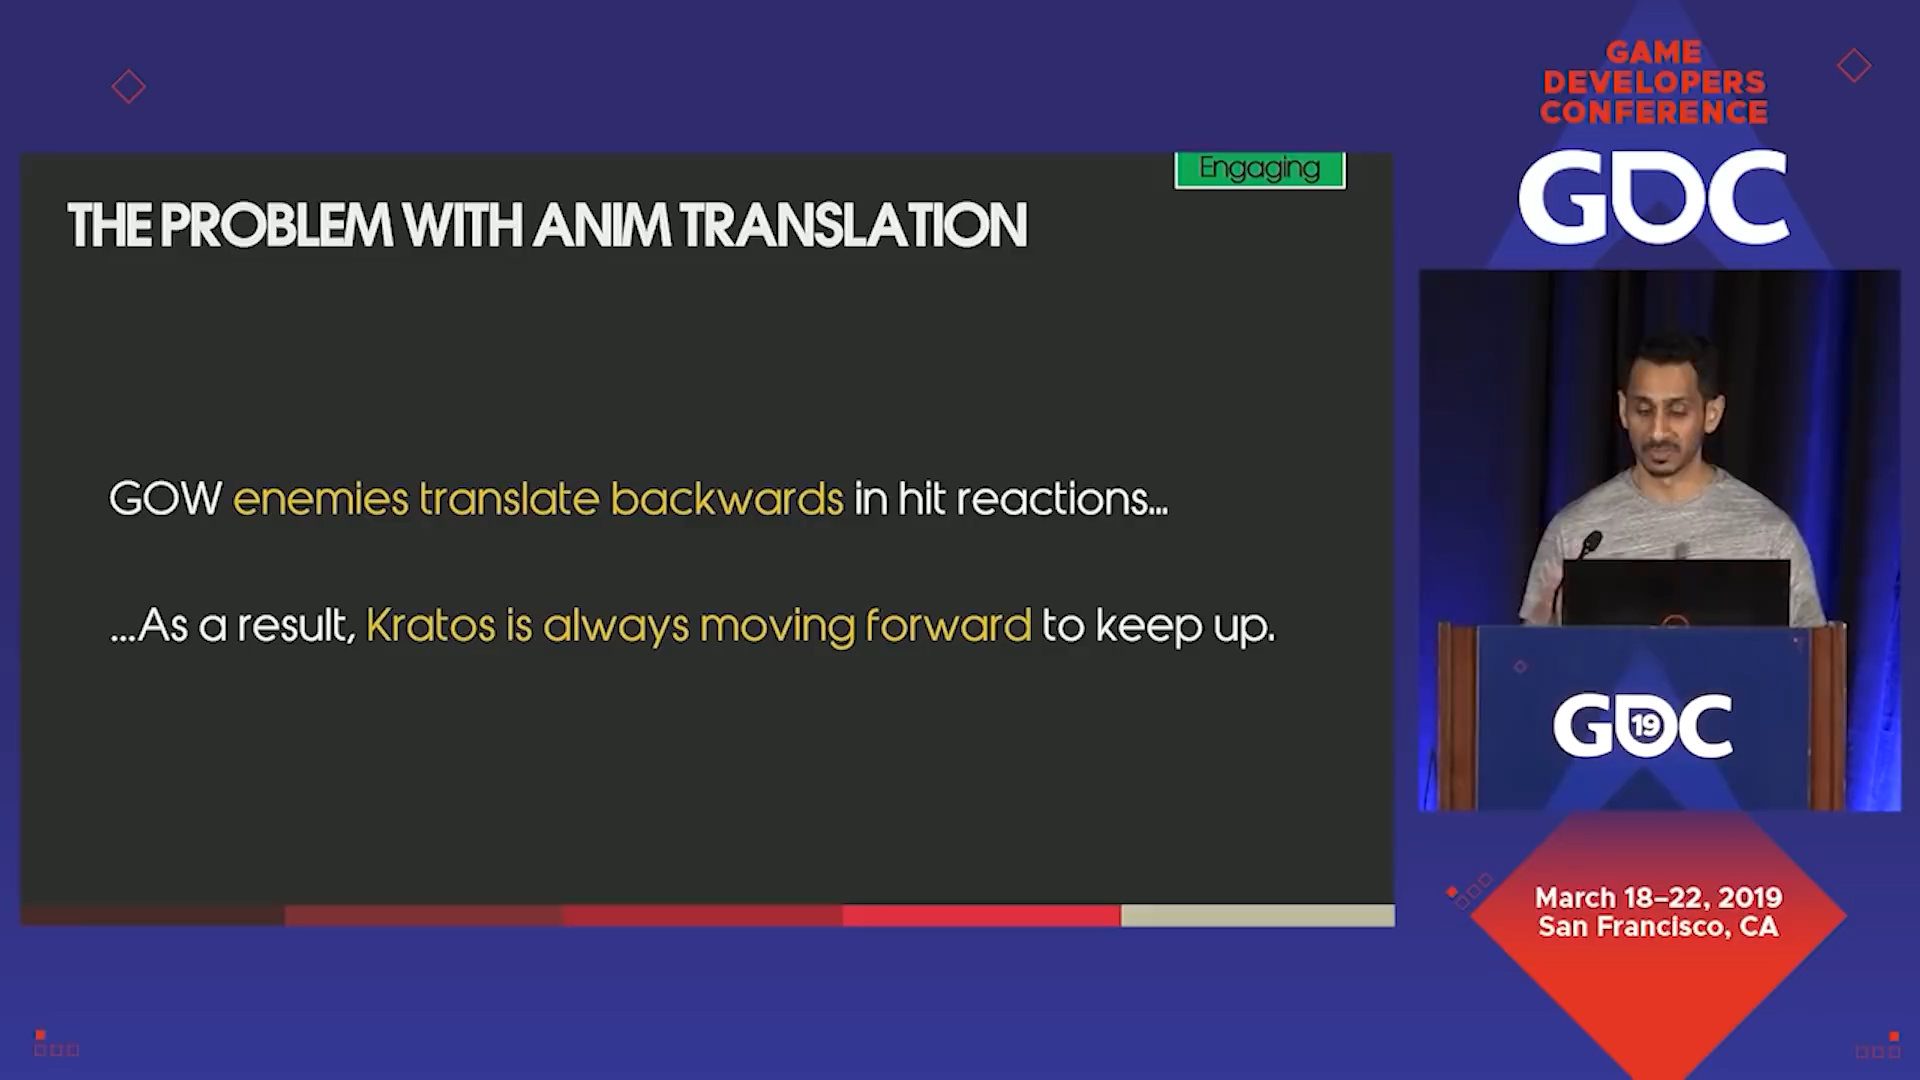 Engaging
THE PROBLEM WITH ANIM TRANSLATION
GOW enemies translate backwards in hit reactions...
...As a result, Kratos is always moving forward to keep up.
GAME
DEVELOPERS
CONFERENCE
GDC
GDC
19
March 18–22, 2019
San Francisco, CA